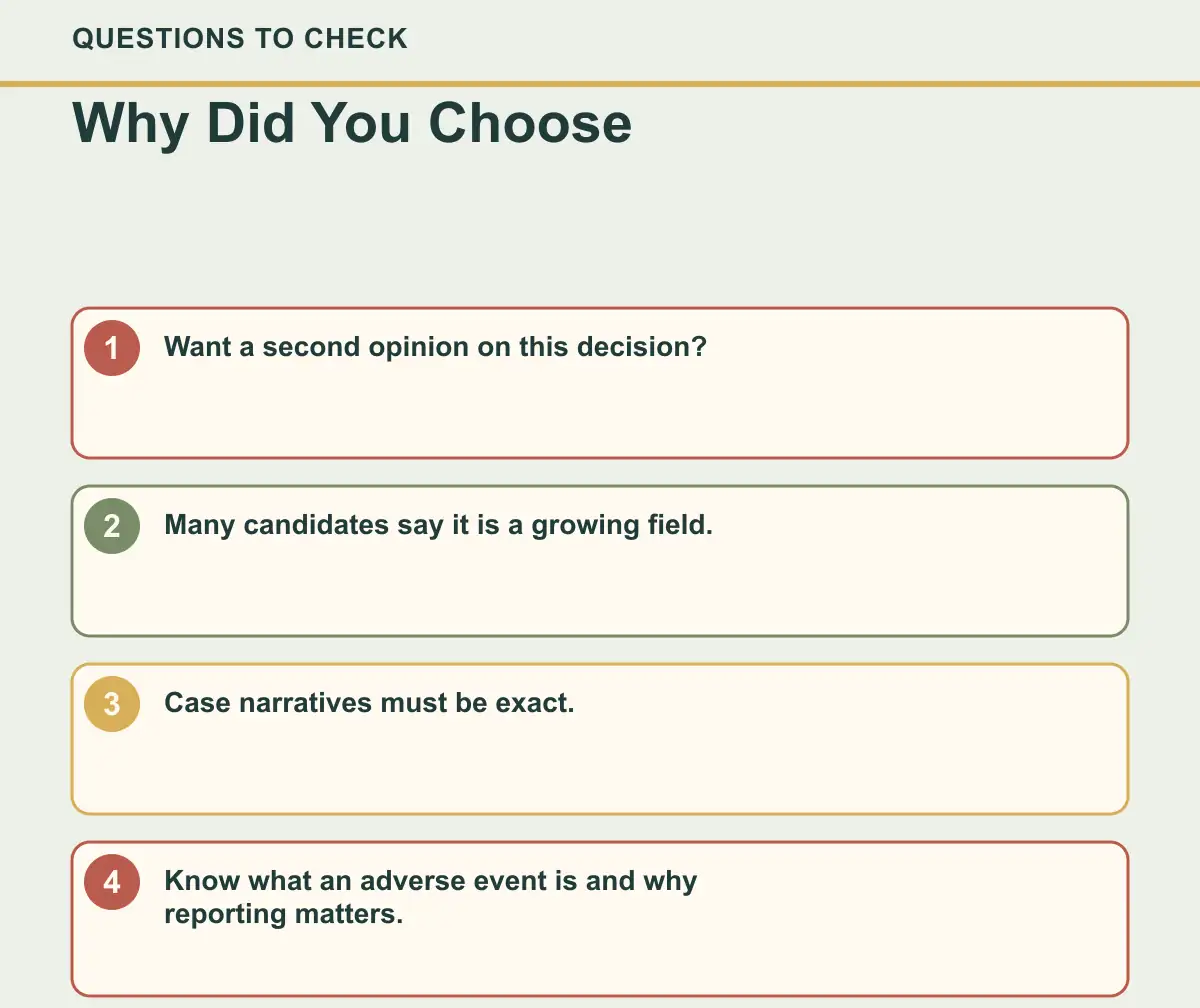 QUESTIONS TO CHECK
Why Did You Choose
1 Want a second opinion on this decision?
2 Many candidates say it is a growing field.
3 Case narratives must be exact.
4 Know what an adverse event is and why
reporting matters.